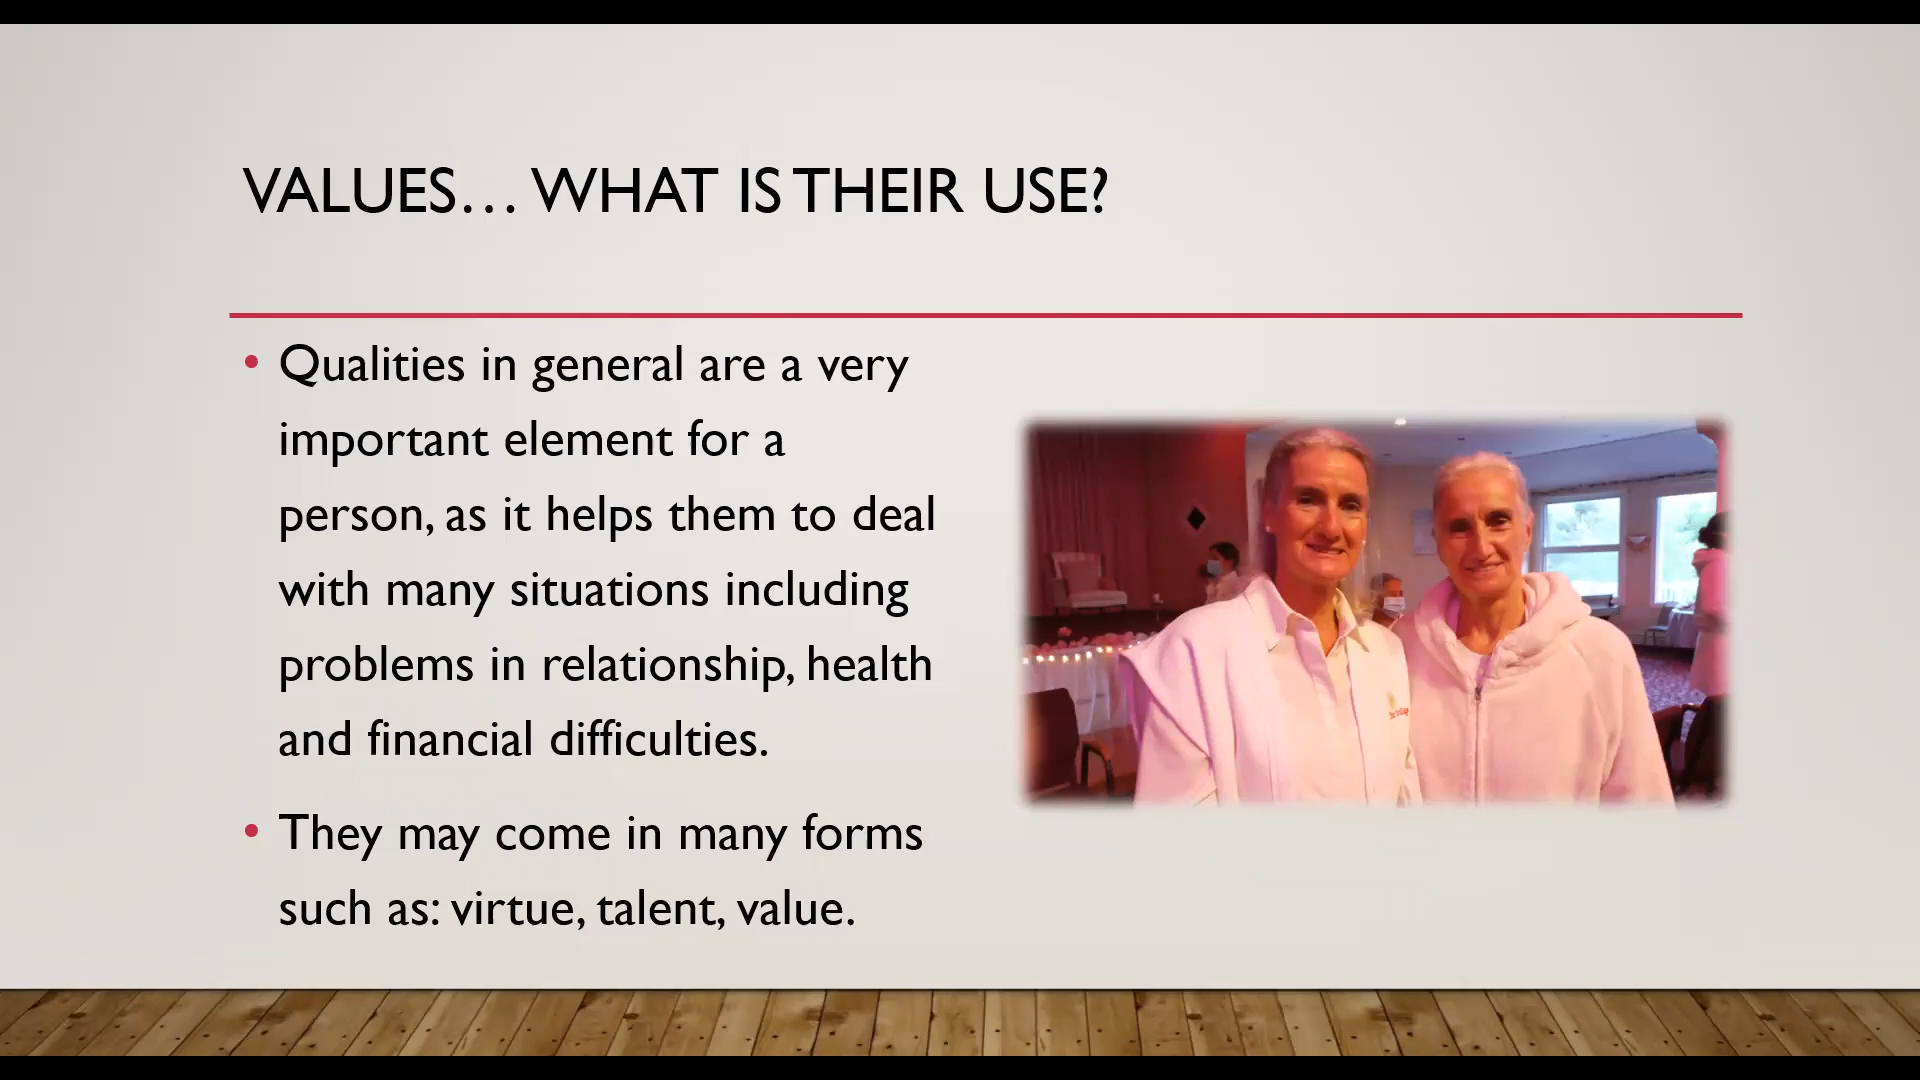 VALUES... WHAT IS THEIR USE?
• Qualities in general are a very
important element for a
person, as it helps them to deal
with many situations including
problems in relationship, health
and financial difficulties.
• They may come in many forms
such as: virtue, talent, value.